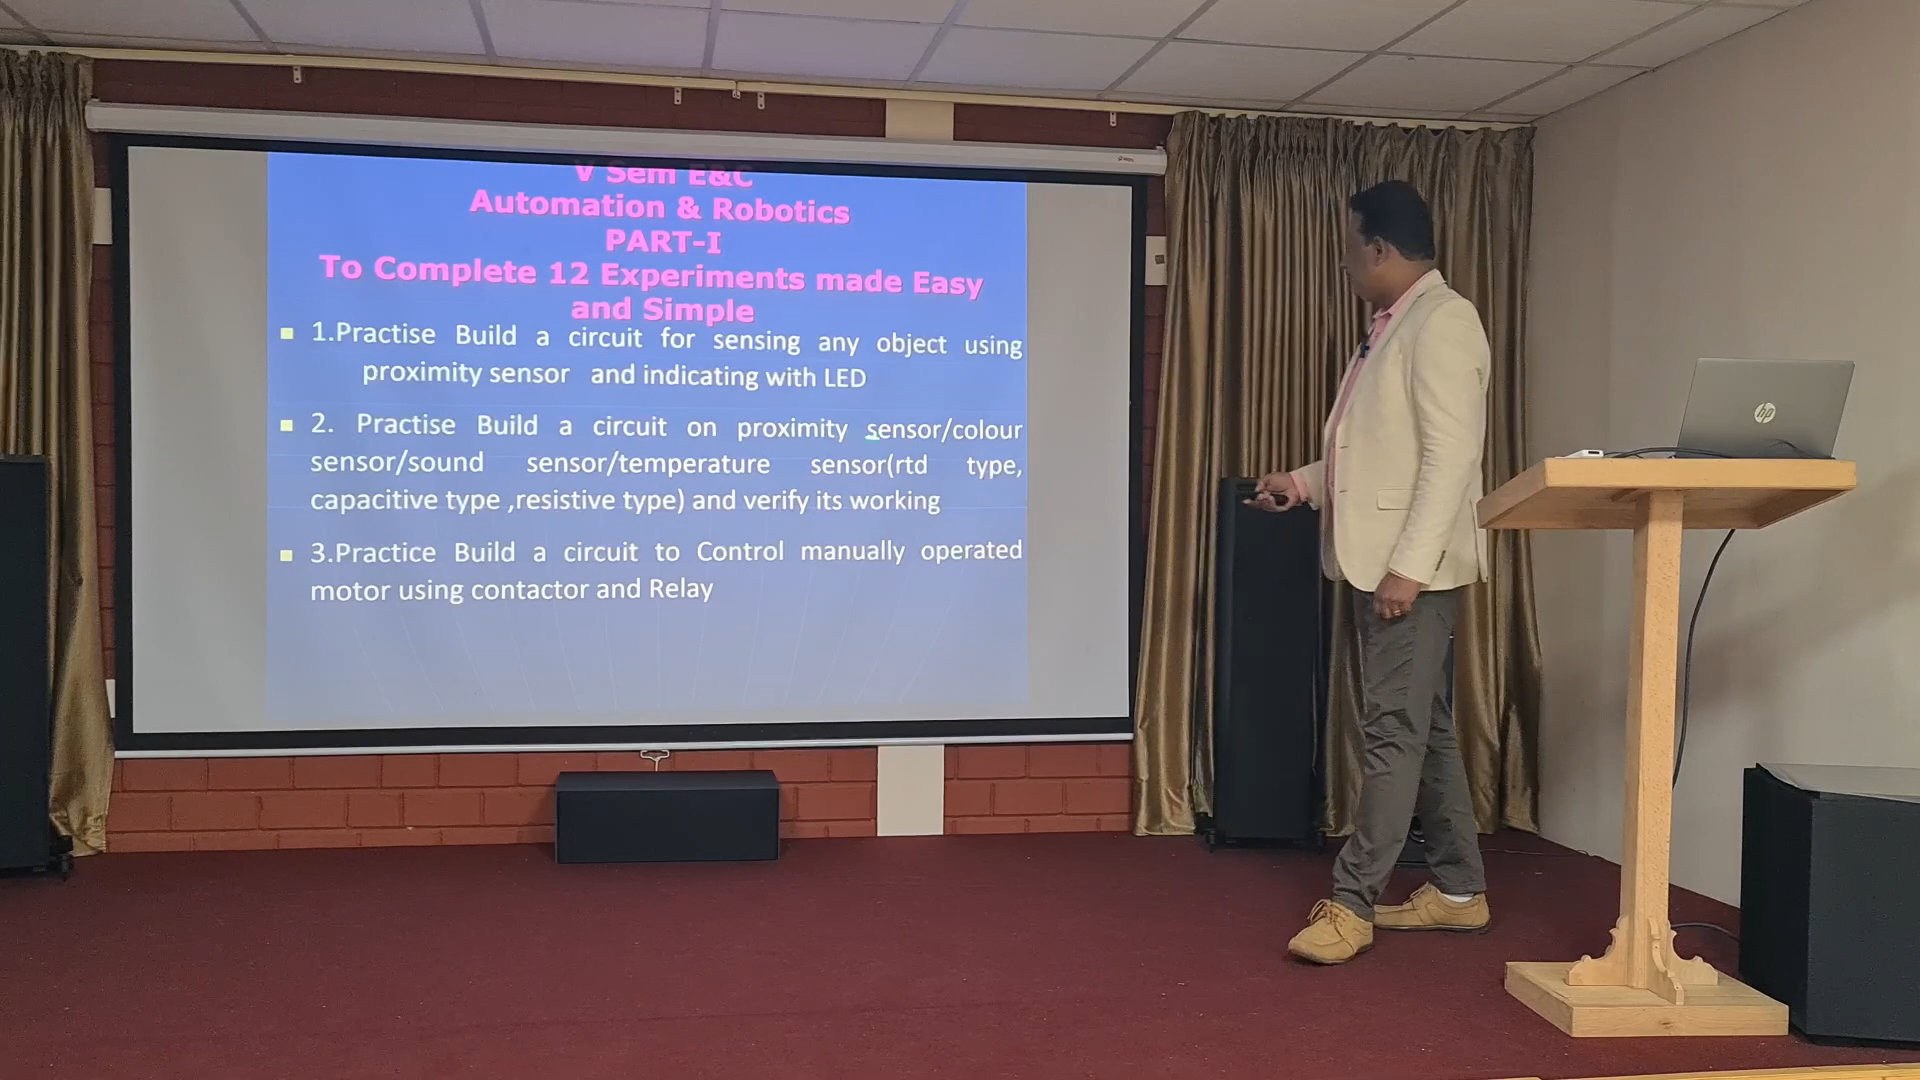 V Sem E&C
Automation & Robotics
PART-I
To Complete 12 Experiments made Easy
and Simple
1.Practise Build a circuit for sensing any object using
proximity sensor and indicating with LED
2. Practise Build a circuit on proximity sensor/colour
sensor/sound sensor/temperature sensor(rtd type,
capacitive type ,resistive type) and verify its working
3.Practice Build a circuit to Control manually operated
motor using contactor and Relay
hp